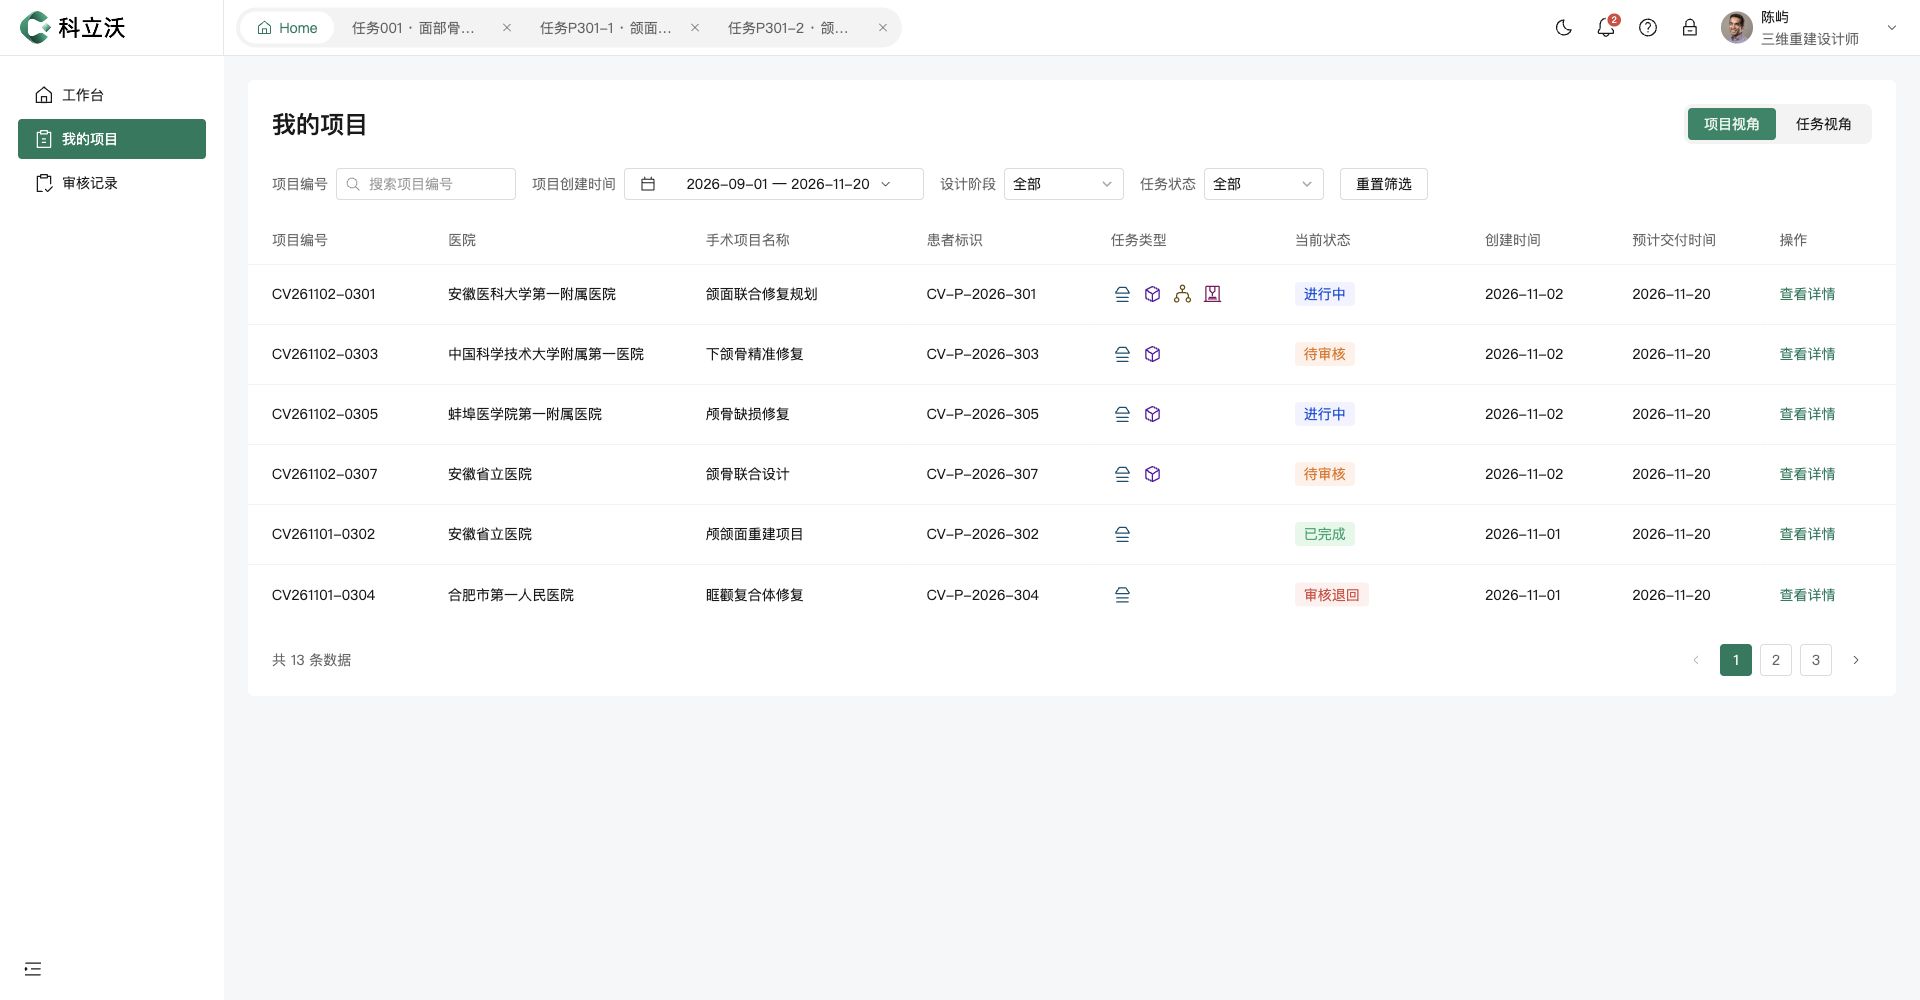 科立沃
Home
任务001 · 面部骨...
任务P301-1 · 颌面...
任务P301-2 · 颌...
2
陈屿
三维重建设计师
工作台
我的项目
审核记录
我的项目
项目视角 任务视角
项目编号 搜索项目编号 项目创建时间 2026-09-01 — 2026-11-20 设计阶段 全部 任务状态 全部 重置筛选
项目编号 医院 手术项目名称 患者标识 任务类型 当前状态 创建时间 预计交付时间 操作
CV261102-0301 安徽医科大学第一附属医院 颌面联合修复规划 CV-P-2026-301 进行中 2026-11-02 2026-11-20 查看详情
CV261102-0303 中国科学技术大学附属第一医院 下颌骨精准修复 CV-P-2026-303 待审核 2026-11-02 2026-11-20 查看详情
CV261102-0305 蚌埠医学院第一附属医院 颅骨缺损修复 CV-P-2026-305 进行中 2026-11-02 2026-11-20 查看详情
CV261102-0307 安徽省立医院 颌骨联合设计 CV-P-2026-307 待审核 2026-11-02 2026-11-20 查看详情
CV261101-0302 安徽省立医院 颅颌面重建项目 CV-P-2026-302 已完成 2026-11-01 2026-11-20 查看详情
CV261101-0304 合肥市第一人民医院 眶颧复合体修复 CV-P-2026-304 审核退回 2026-11-01 2026-11-20 查看详情
共 13 条数据
1 2 3